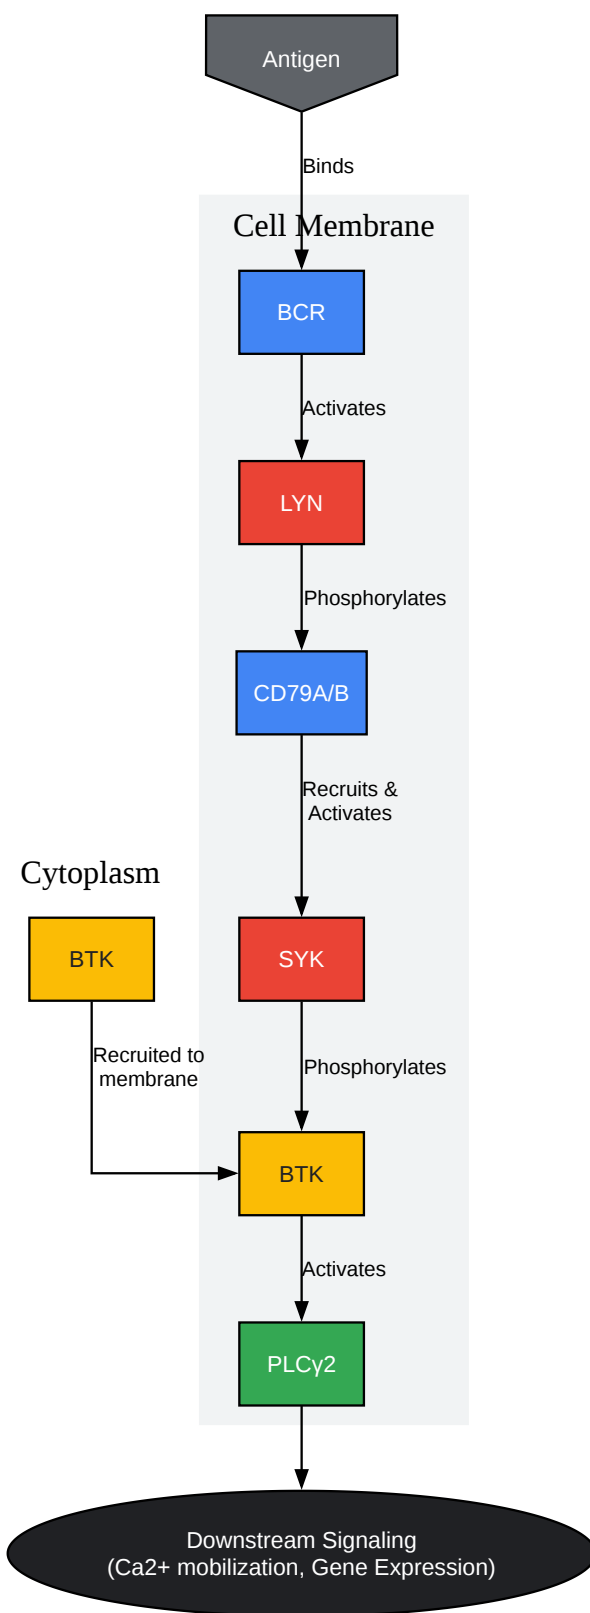 Antigen
Binds
Cell Membrane
BCR
Activates
LYN
Phosphorylates
CD79A/B
Recruits &
Activates
Cytoplasm
BTK
SYK
Recruited to
membrane
Phosphorylates
BTK
Activates
PLCγ2
Downstream Signaling
(Ca2+ mobilization, Gene Expression)